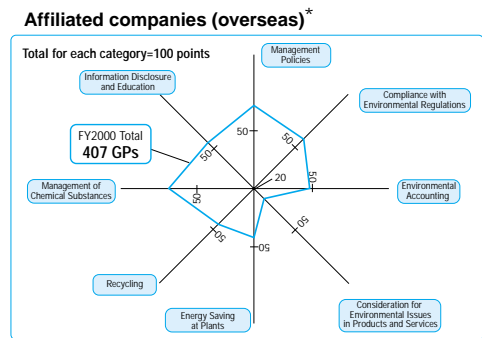 Affiliated companies (overseas)*
Total for each category=100 points
Management
Policies
Information Disclosure
and Education
Compliance with
Environmental Regulations
50
50
50
FY2000 Total
407 GPs
20
50
Management of
Chemical Substances
50
Environmental
Accounting
50
50
50
Recycling
Energy Saving
at Plants
Consideration for
Environmental Issues
in Products and Services